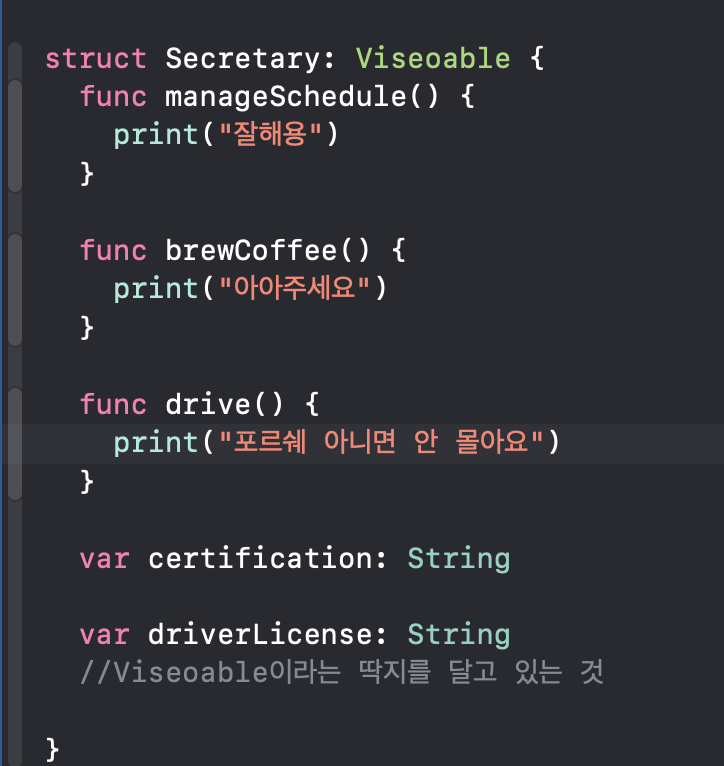 struct Secretary: Viseoable {
func manageSchedule() {
print("잘해용")
}
func brewCoffee() {
print("아아주세요")
}
func drive() {
print("포르쉐 아니면 안 몰아요")
}
var certification: String
var driverLicense: String
//Viseoable이라는 딱지를 달고 있는 것
}